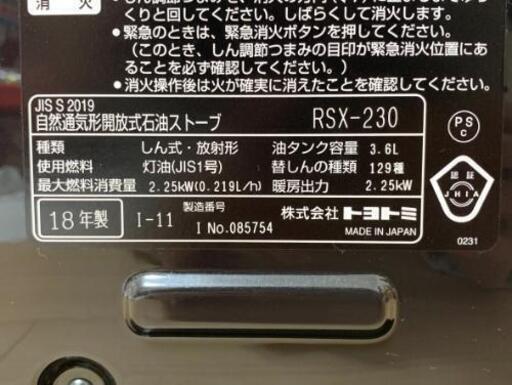 消 火
くりと回してください。しばらくして消火します。
●緊急のときは、緊急消火ボタンを押してください。
(このとき、しん調節つまみの目印が緊急消火位置にあ
ることを必ず確認してください。)
●消火操作後は火が確実に消えたことを確認してください。
JIS S 2019
自然通気形開放式石油ストーブ RSX-230
種類 しん式・放射形 油タンク容量 3.6L
使用燃料 灯油(JIS1号) 替しんの種類 129種
最大燃料消費量 2.25kW(0.219L/h) 暖房出力 2.25kW
18年製 I-11 製造番号 I No.085754 株式会社トヨトミ
MADE IN JAPAN
PS
C
認証
JHIA
0231